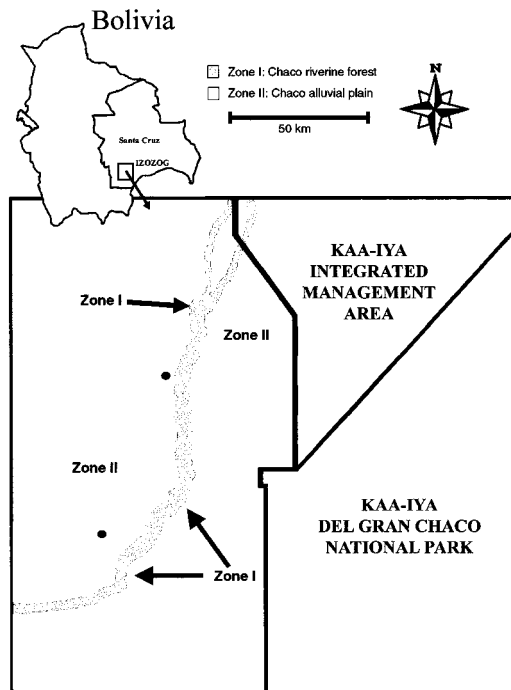 Bolivia
Zone I: Chaco riverine forest
Zone II: Chaco alluvial plain
50 km
N
Santa Cruz
IZOZOG
KAA-IYA
INTEGRATED
MANAGEMENT
AREA
Zone I
Zone II
Zone II
KAA-IYA
DEL GRAN CHACO
NATIONAL PARK
Zone I